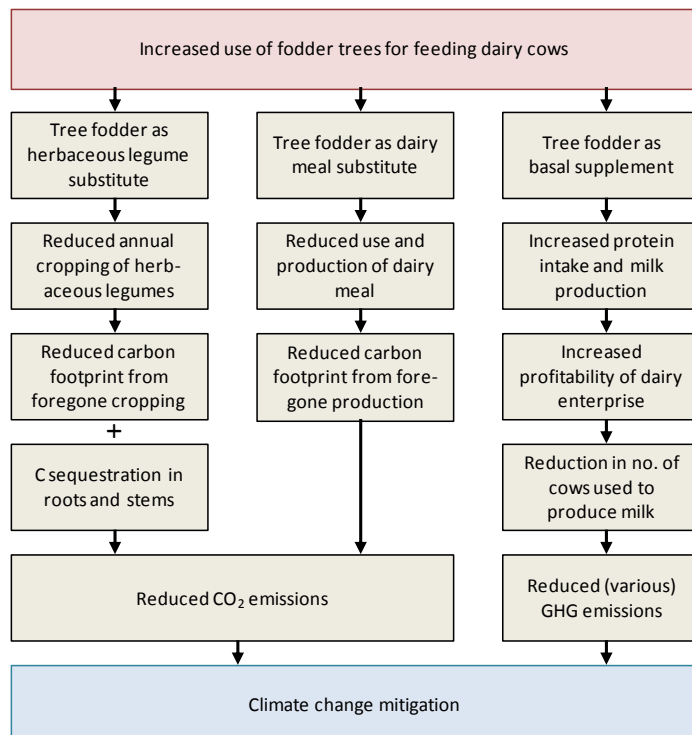 Increased use of fodder trees for feeding dairy cows
Tree fodder as
herbaceous legume
substitute
Tree fodder as dairy
meal substitute
Tree fodder as
basal supplement
Reduced annual
cropping of herb-
aceous legumes
Reduced use and
production of dairy
meal
Increased protein
intake and milk
production
Reduced carbon
footprint from
foregone cropping
Reduced carbon
footprint from fore-
gone production
Increased
profitability of dairy
enterprise
+
C sequestration in
roots and stems
Reduction in no. of
cows used to
produce milk
Reduced CO₂ emissions
Reduced (various)
GHG emissions
Climate change mitigation